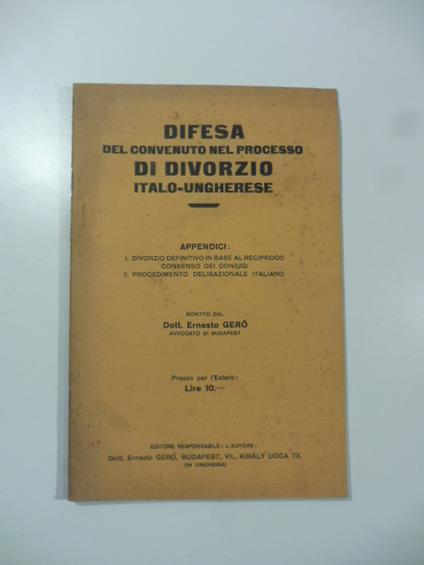 DIFESA
DEL CONVENUTO NEL PROCESSO
DI DIVORZIO
ITALO-UNGHERESE
APPENDICI:
I. DIVORZIO DEFINITIVO IN BASE AL RECIPROCO
CONSENSO DEI CONIUGI
II. PROCEDIMENTO DELIBAZIONALE ITALIANO
SCRITTO DAL
Dott. Ernesto GERŐ
AVVOCATO DI BUDAPEST
Prezzo per l'Estero:
Lire 10.—
EDITORE RESPONSABILE: L'AUTORE:
Dott. Ernesto GERŐ, BUDAPEST, VII., KIRÁLY UCCA 73.
(IN UNGHERIA)